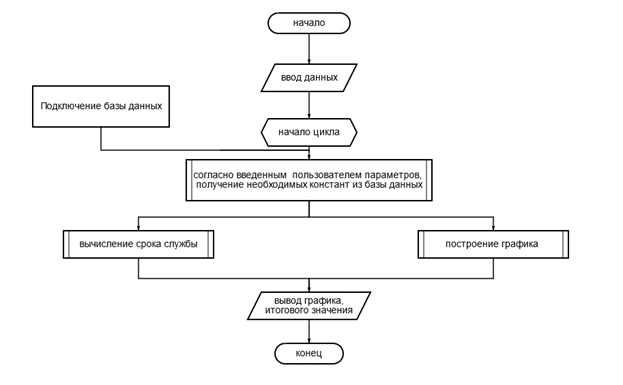 начало
ввод данных
Подключение базы данных
начало цикла
согласно введенным пользователем параметров,
получение необходимых констант из базы данных
вычисление срока службы
построение графика
вывод графика,
итогового значения
конец